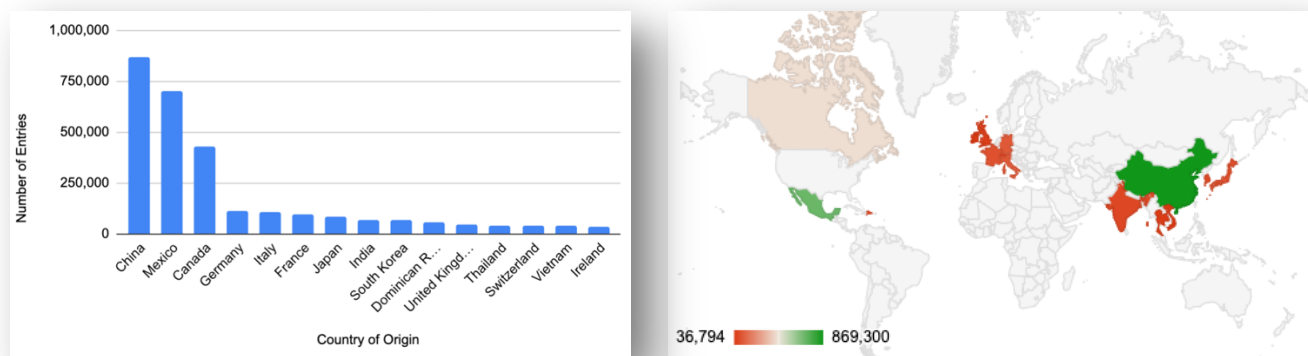 1,000,000
750,000
500,000
250,000
0
Number of Entries
China
Mexico
Canada
Germany
Italy
France
Japan
India
South Korea
Dominican R...
United Kingd...
Thailand
Switzerland
Vietnam
Ireland
Country of Origin
36,794 869,300